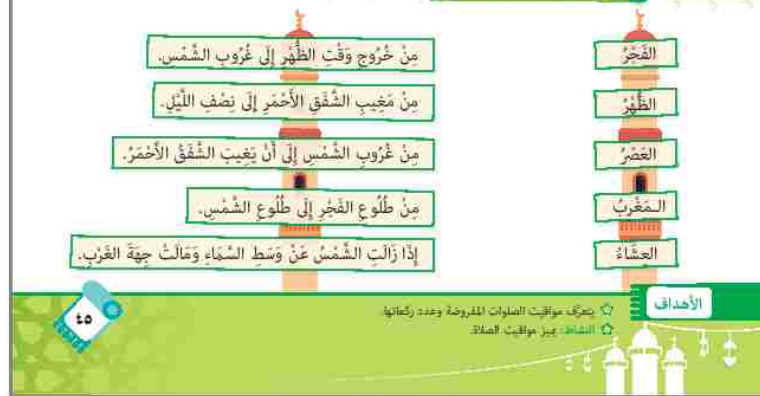 الفَجْرُ
مِنْ خُرُوجِ وَقْتِ الظُّهْرِ إِلَى غُرُوبِ الشَّمْسِ.
الظُّهْرُ
مِنْ مَغِيبِ الشَّفَقِ الأَحْمَرِ إِلَى نِصْفِ اللَّيْلِ.
العَصْرُ
مِنْ غُرُوبِ الشَّمْسِ إِلَى أَنْ يَغِيبَ الشَّفَقُ الأَحْمَرُ.
المَغْرِبُ
مِنْ طُلُوعِ الفَجْرِ إِلَى طُلُوعِ الشَّمْسِ.
العِشَاءُ
إِذَا زَالَتِ الشَّمْسُ عَنْ وَسَطِ السَّمَاءِ وَمَالَتْ جِهَةَ الغَرْبِ.
الأهداف
يتعرَّف مواقيت الصلوات المفروضة وعدد ركعاتها.
النشاط: يميز مواقيت الصلاة.
٤٥